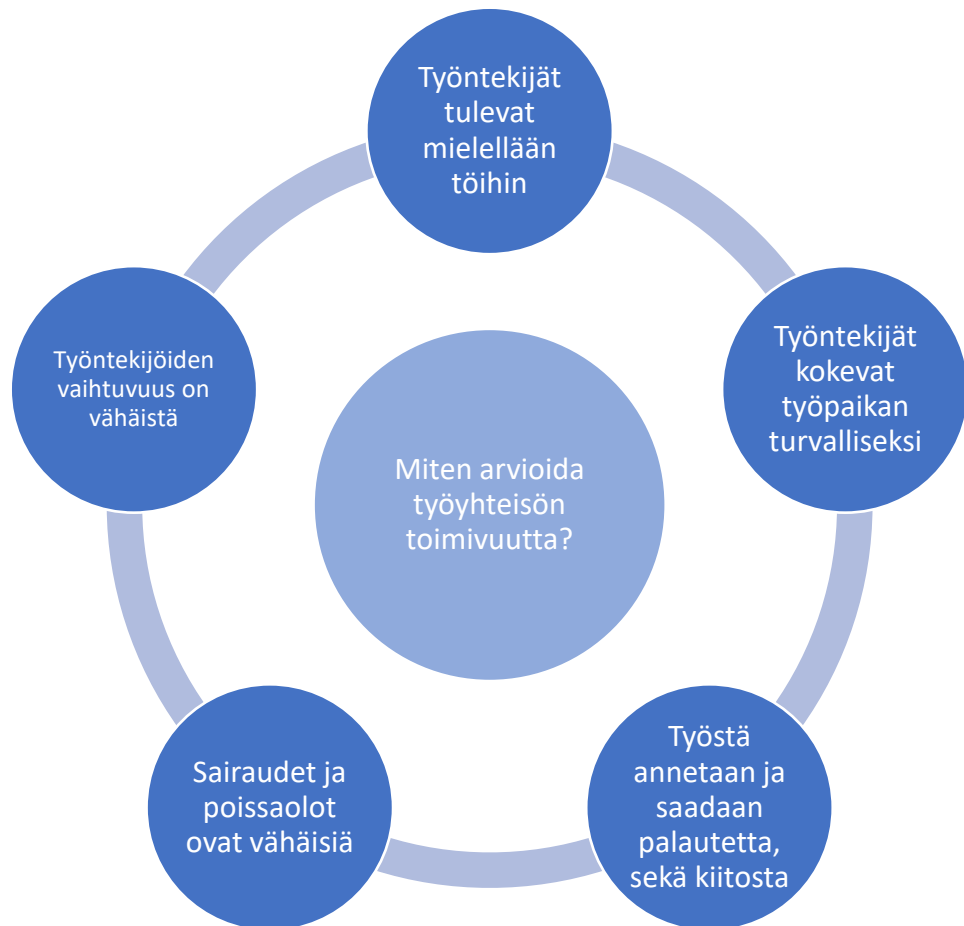 Työntekijät
tulevat
mielellään
töihin
Työntekijät
kokevat
työpaikan
turvalliseksi
Työstä
annetaan ja
saadaan
palautetta,
sekä kiitosta
Sairaudet ja
poissaolot
ovat vähäisiä
Työntekijöiden
vaihtuvuus on
vähäistä
Miten arvioida
työyhteisön
toimivuutta?